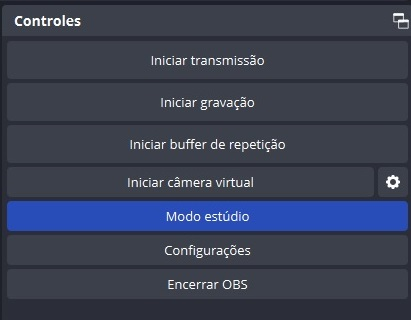 Controles
Iniciar transmissão
Iniciar gravação
Iniciar buffer de repetição
Iniciar câmera virtual
Modo estúdio
Configurações
Encerrar OBS